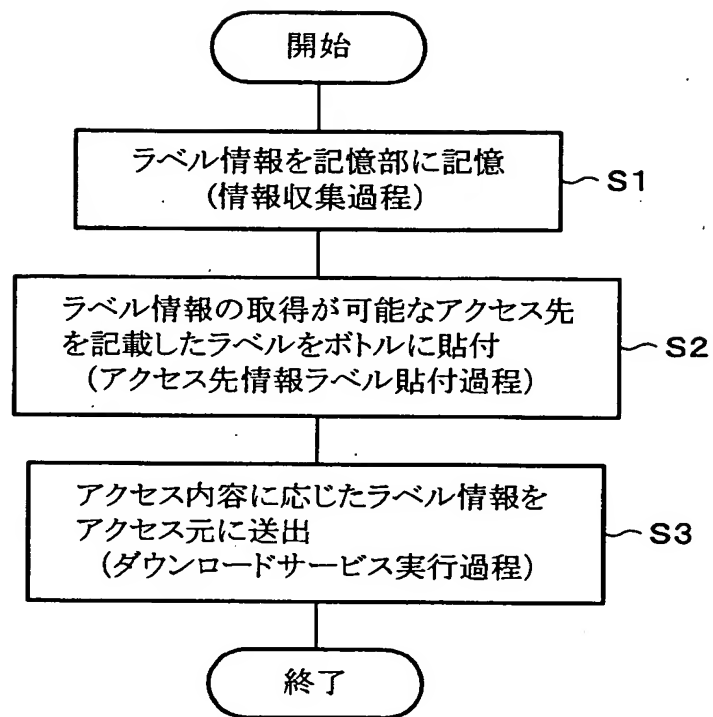 開始
ラベル情報を記憶部に記憶
(情報収集過程)
S1
ラベル情報の取得が可能なアクセス先
を記載したラベルをボトルに貼付
(アクセス先情報ラベル貼付過程)
S2
アクセス内容に応じたラベル情報を
アクセス元に送出
(ダウンロードサービス実行過程)
S3
終了